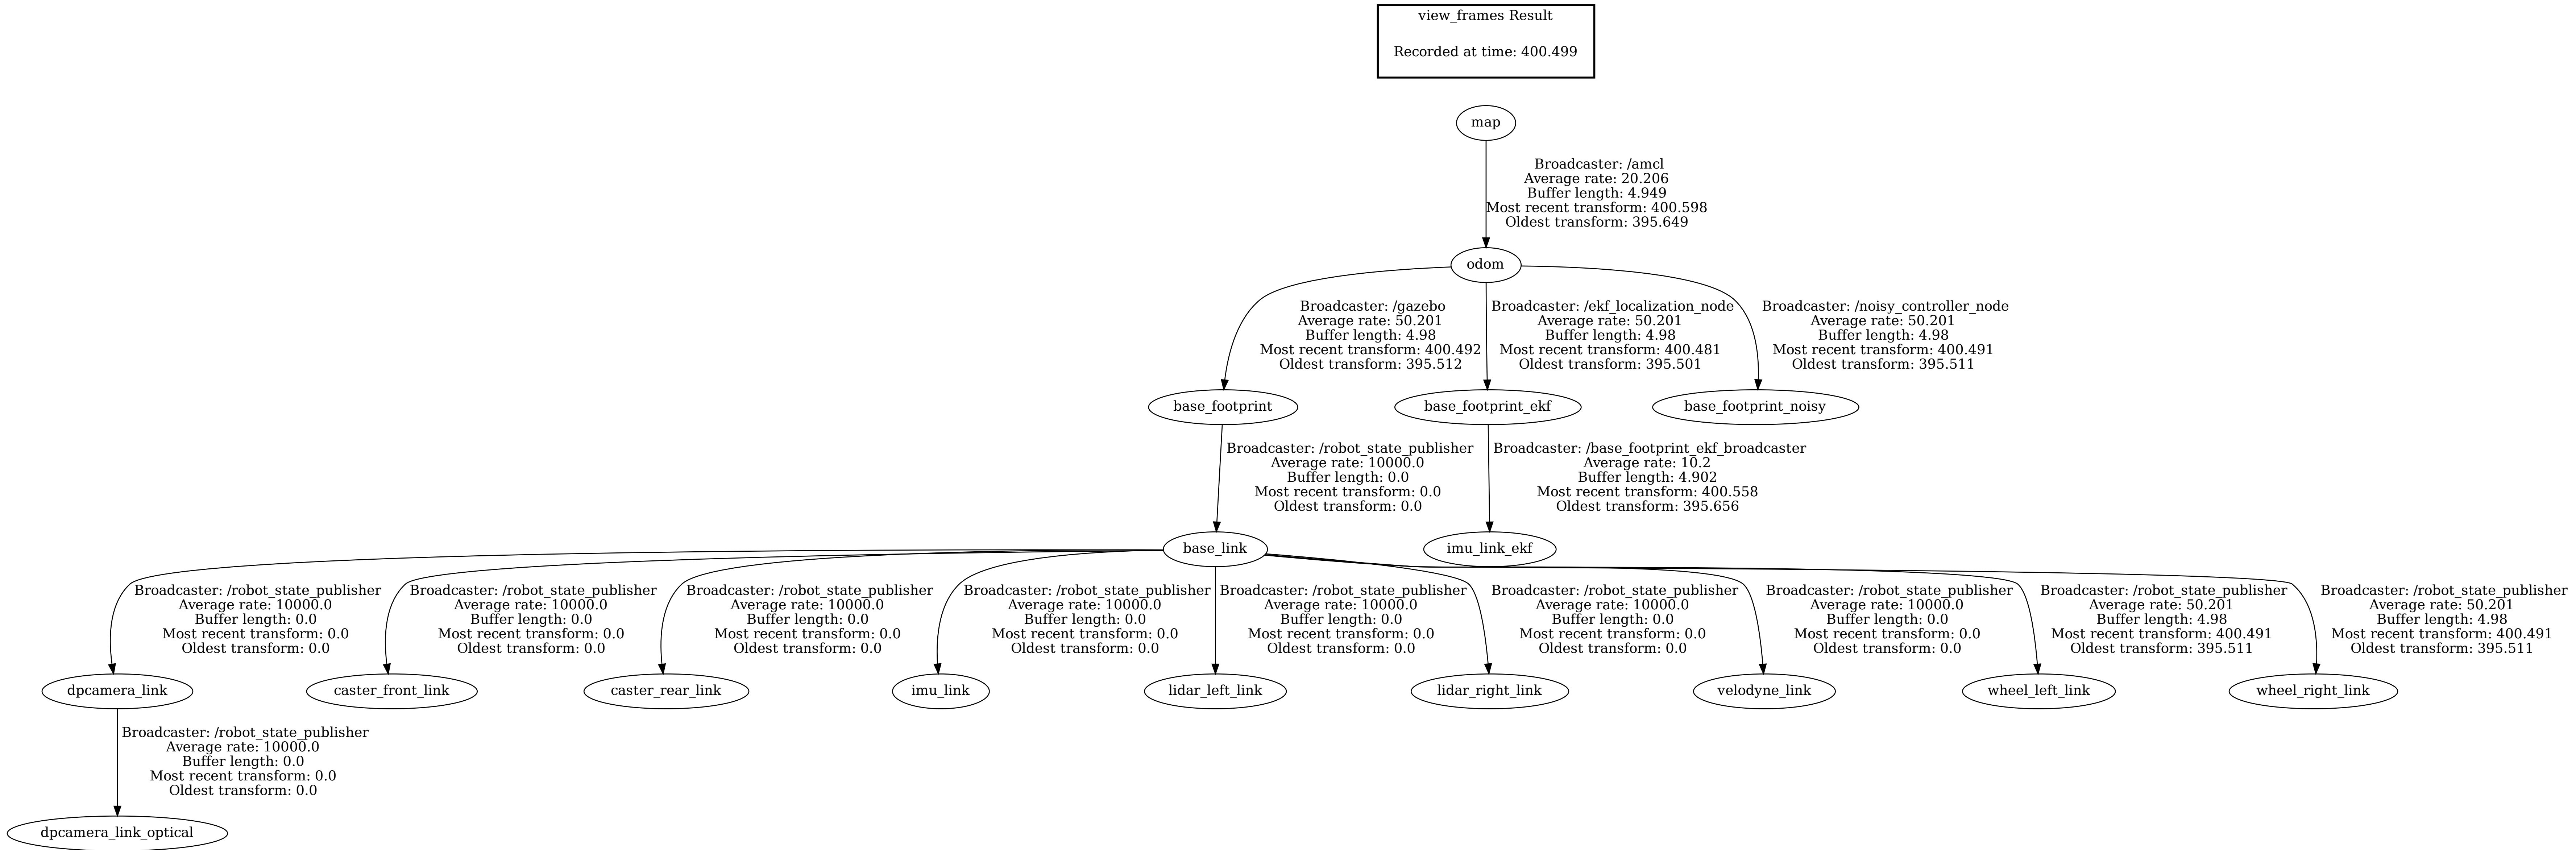 view_frames Result
Recorded at time: 400.499
map
Broadcaster: /amcl
Average rate: 20.206
Buffer length: 4.949
Most recent transform: 400.598
Oldest transform: 395.649
odom
Broadcaster: /gazebo
Average rate: 50.201
Buffer length: 4.98
Most recent transform: 400.492
Oldest transform: 395.512
Broadcaster: /ekf_localization_node
Average rate: 50.201
Buffer length: 4.98
Most recent transform: 400.481
Oldest transform: 395.501
Broadcaster: /noisy_controller_node
Average rate: 50.201
Buffer length: 4.98
Most recent transform: 400.491
Oldest transform: 395.511
base_footprint
base_footprint_ekf
base_footprint_noisy
Broadcaster: /robot_state_publisher
Average rate: 10000.0
Buffer length: 0.0
Most recent transform: 0.0
Oldest transform: 0.0
Broadcaster: /base_footprint_ekf_broadcaster
Average rate: 10.2
Buffer length: 4.902
Most recent transform: 400.558
Oldest transform: 395.656
base_link
imu_link_ekf
Broadcaster: /robot_state_publisher
Average rate: 10000.0
Buffer length: 0.0
Most recent transform: 0.0
Oldest transform: 0.0
Broadcaster: /robot_state_publisher
Average rate: 10000.0
Buffer length: 0.0
Most recent transform: 0.0
Oldest transform: 0.0
Broadcaster: /robot_state_publisher
Average rate: 10000.0
Buffer length: 0.0
Most recent transform: 0.0
Oldest transform: 0.0
Broadcaster: /robot_state_publisher
Average rate: 10000.0
Buffer length: 0.0
Most recent transform: 0.0
Oldest transform: 0.0
Broadcaster: /robot_state_publisher
Average rate: 10000.0
Buffer length: 0.0
Most recent transform: 0.0
Oldest transform: 0.0
Broadcaster: /robot_state_publisher
Average rate: 10000.0
Buffer length: 0.0
Most recent transform: 0.0
Oldest transform: 0.0
Broadcaster: /robot_state_publisher
Average rate: 10000.0
Buffer length: 0.0
Most recent transform: 0.0
Oldest transform: 0.0
Broadcaster: /robot_state_publisher
Average rate: 50.201
Buffer length: 4.98
Most recent transform: 400.491
Oldest transform: 395.511
Broadcaster: /robot_state_publisher
Average rate: 50.201
Buffer length: 4.98
Most recent transform: 400.491
Oldest transform: 395.511
dpcamera_link
caster_front_link
caster_rear_link
imu_link
lidar_left_link
lidar_right_link
velodyne_link
wheel_left_link
wheel_right_link
Broadcaster: /robot_state_publisher
Average rate: 10000.0
Buffer length: 0.0
Most recent transform: 0.0
Oldest transform: 0.0
dpcamera_link_optical